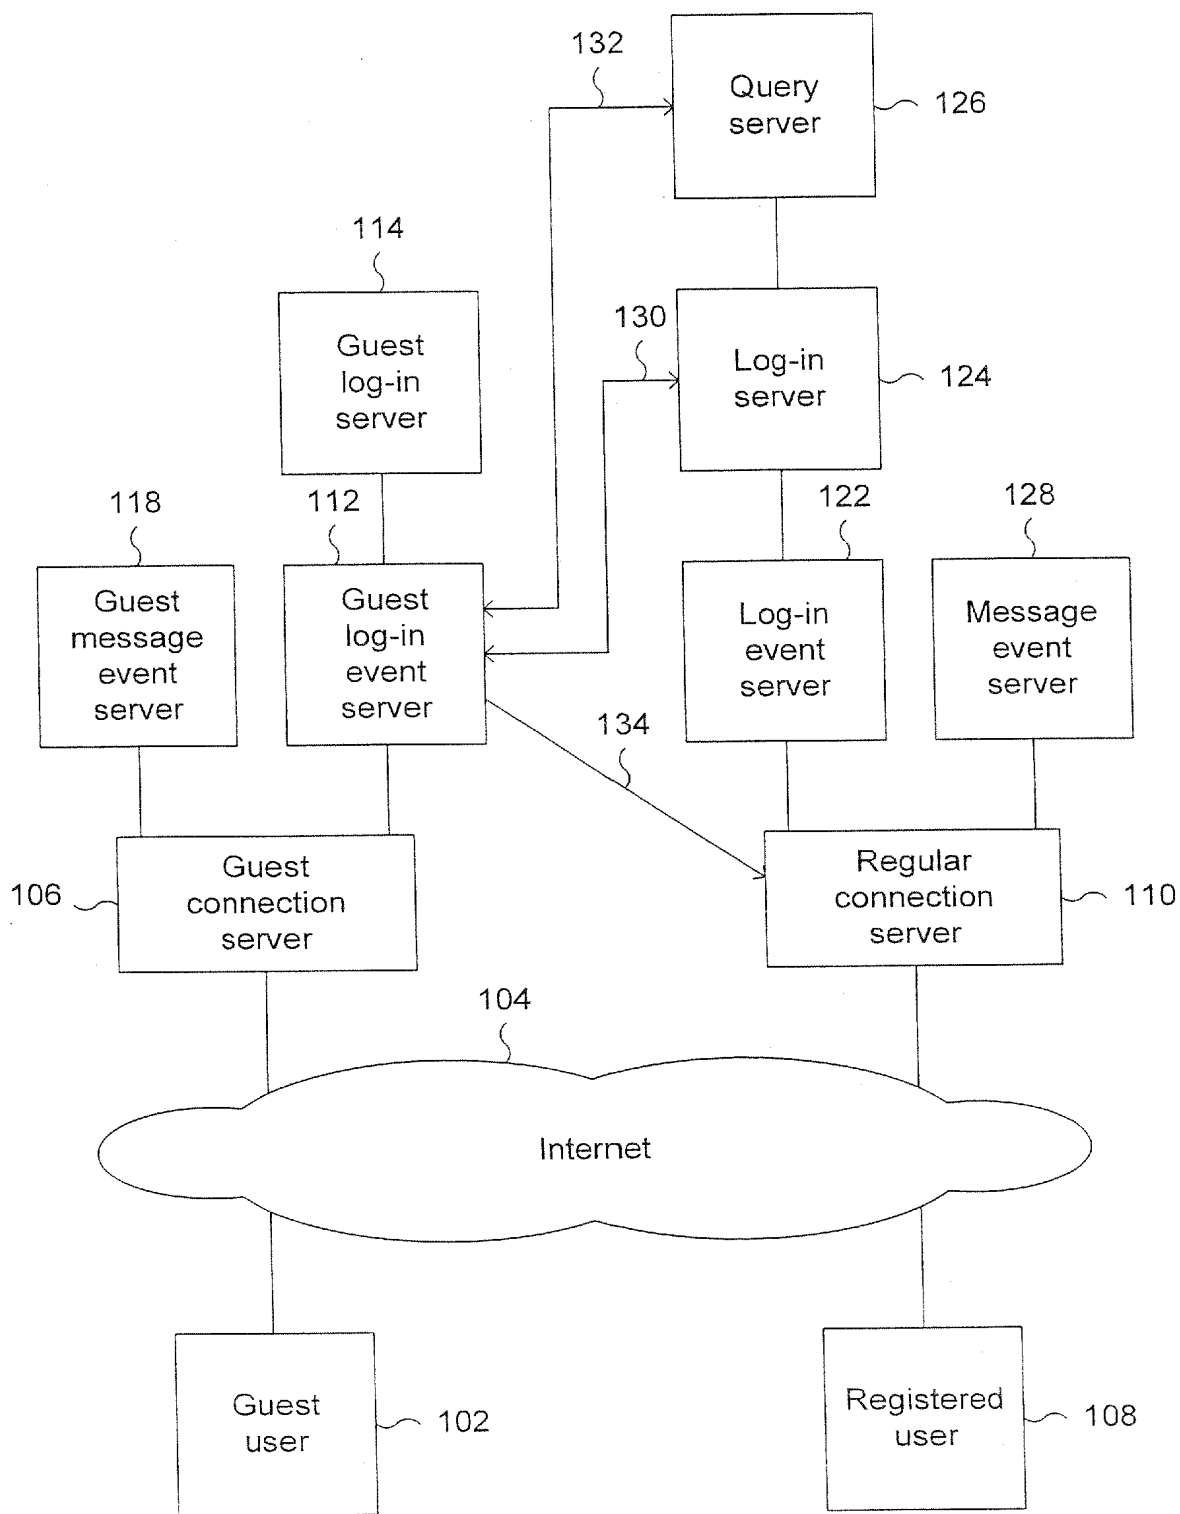 132
Query
server
126
114
130
Guest
log-in
server
Log-in
server
124
118
112
122
128
Guest
message
event
server
Guest
log-in
event
server
Log-in
event
server
Message
event
server
134
Guest
connection
server
106
Regular
connection
server
110
104
Internet
Guest
user
102
Registered
user
108